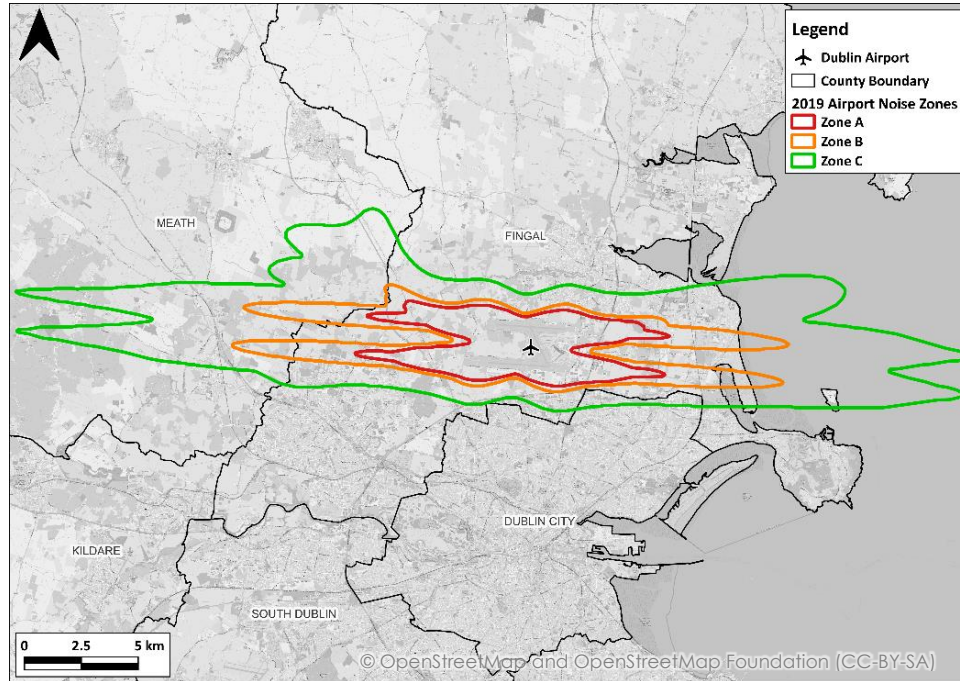 Legend
Dublin Airport
County Boundary
2019 Airport Noise Zones
Zone A
Zone B
Zone C
MEATH
FINGAL
DUBLIN CITY
KILDARE
SOUTH DUBLIN
0 2.5 5 km
© OpenStreetMap and OpenStreetMap Foundation (CC-BY-SA)